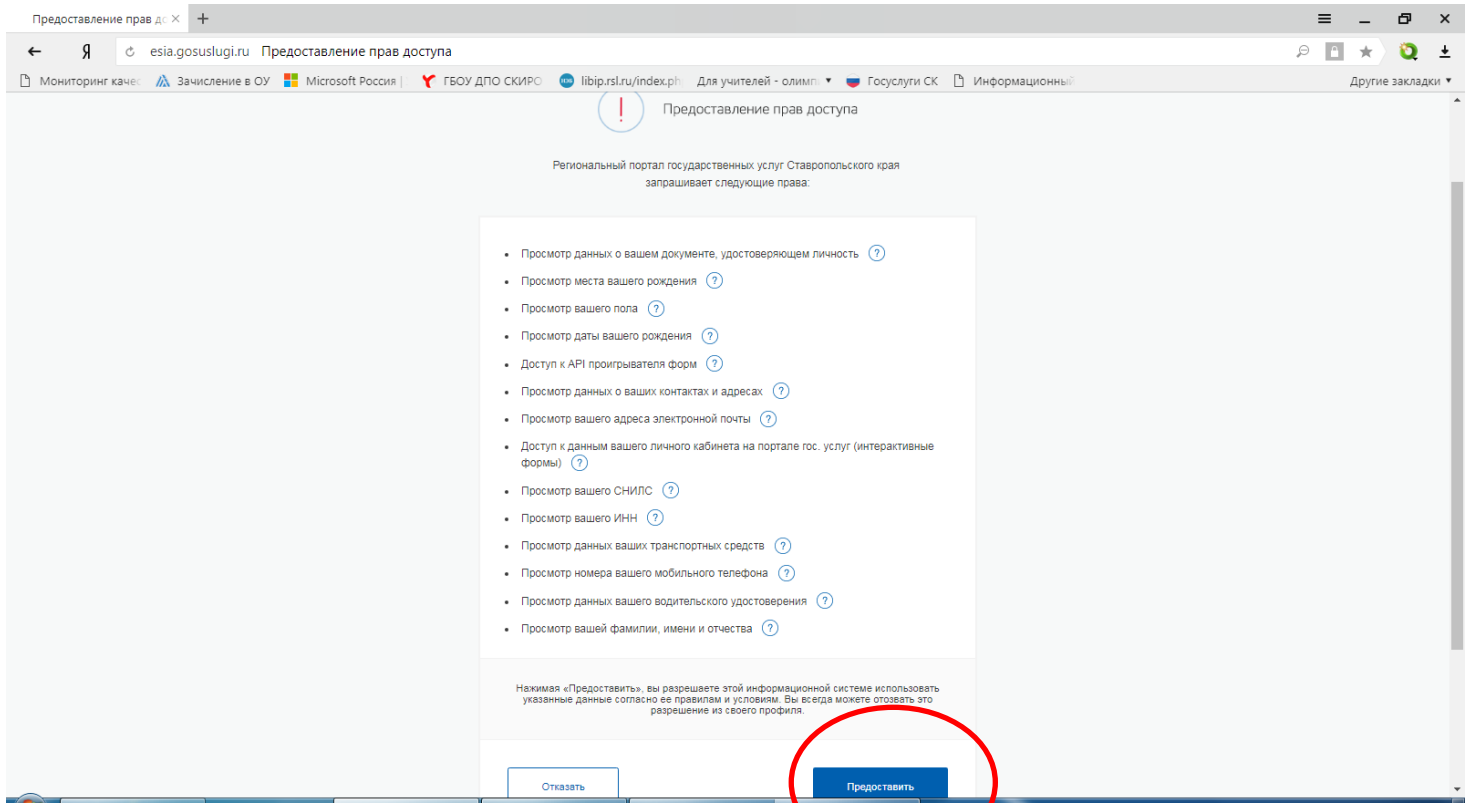 Предоставление прав до
esia.gosuslugi.ru Предоставление прав доступа
Мониторинг качес Зачисление в ОУ Microsoft Россия | ГБОУ ДПО СКИРО libip.rsl.ru/index.ph Для учителей - олимп Госуслуги СК Информационный Другие закладки
Предоставление прав доступа
Региональный портал государственных услуг Ставропольского края
запрашивает следующие права:
• Просмотр данных о вашем документе, удостоверяющем личность ?
• Просмотр места вашего рождения ?
• Просмотр вашего пола ?
• Просмотр даты вашего рождения ?
• Доступ к API проигрывателя форм ?
• Просмотр данных о ваших контактах и адресах ?
• Просмотр вашего адреса электронной почты ?
• Доступ к данным вашего личного кабинета на портале гос. услуг (интерактивные
формы) ?
• Просмотр вашего СНИЛС ?
• Просмотр вашего ИНН ?
• Просмотр данных ваших транспортных средств ?
• Просмотр номера вашего мобильного телефона ?
• Просмотр данных вашего водительского удостоверения ?
• Просмотр вашей фамилии, имени и отчества ?
Нажимая «Предоставить», вы разрешаете этой информационной системе использовать
указанные данные согласно ее правилам и условиям. Вы всегда можете отозвать это
разрешение из своего профиля.
Отказать Предоставить